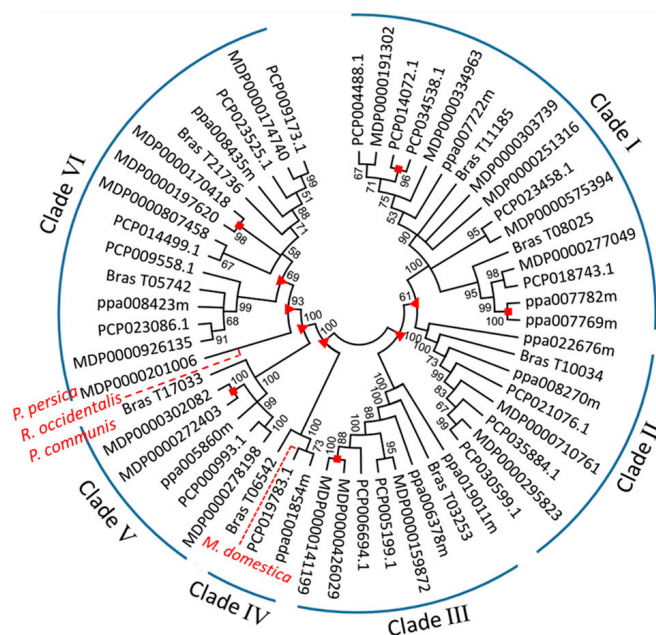 Clade I
PCP004488.1
MDP0000191302
PCP014072.1
PCP034538.1
MDP0000334963
ppa007722m
Bras T11185
MDP0000303739
MDP0000251316
PCP023458.1
MDP0000575394
Bras T08025
MDP0000277049
PCP018743.1
ppa007782m
ppa007769m
67
71
96
75
53
90
95
100
95
98
99
100
61
Clade II
ppa022676m
Bras T10034
ppa008270m
PCP021076.1
MDP0000710761
PCP035884.1
MDP0000295823
PCP030599.1
100
100
73
99
83
67
99
Clade III
ppa019011m
Bras T03253
ppa006378m
MDP0000159872
PCP005199.1
PCP006694.1
MDP0000426029
MDP0000141199
100
100
88
95
100
88
100
Clade IV
ppa001854m
PCP019783.1
Bras T06542
M. domestica
100
73
Clade V
MDP0000278198
PCP000993.1
ppa005860m
MDP0000272403
MDP0000302082
Bras T17033
100
99
100
100
P. persica
R. occidentalis
P. communis
Clade VI
MDP0000201006
MDP0000926135
PCP023086.1
ppa008423m
Bras T05742
PCP009558.1
PCP014499.1
MDP0000807458
MDP0000197620
MDP0000170418
Bras T21736
ppa008435m
PCP023525.1
MDP0000174740
PCP009173.1
91
68
99
67
98
58
71
88
51
99
69
93
100
100